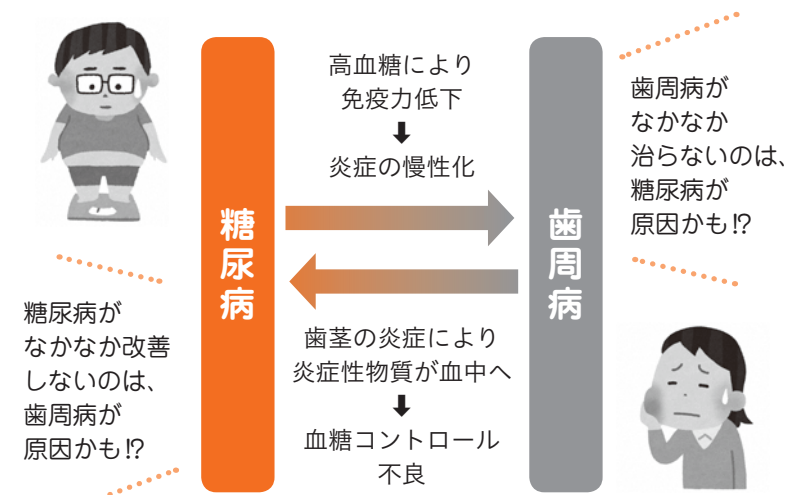 糖尿病
高血糖により
免疫力低下
⬇
炎症の慢性化
歯茎の炎症により
炎症性物質が血中へ
⬇
血糖コントロール
不良
歯周病
歯周病が
なかなか
治らないのは、
糖尿病が
原因かも!?
糖尿病が
なかなか改善
しないのは、
歯周病が
原因かも!?